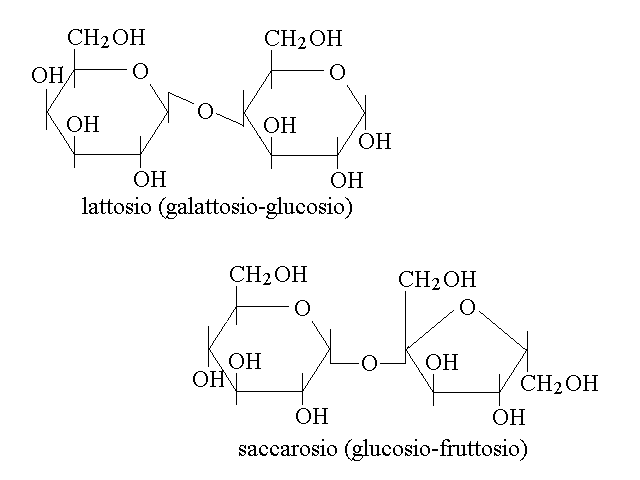 CH2OH CH2OH
OH O O
OH O OH
OH OH OH
lattosio (galattosio-glucosio)
CH2OH CH2OH
O O
OH O OH
OH CH2OH
OH OH
saccarosio (glucosio-fruttosio)